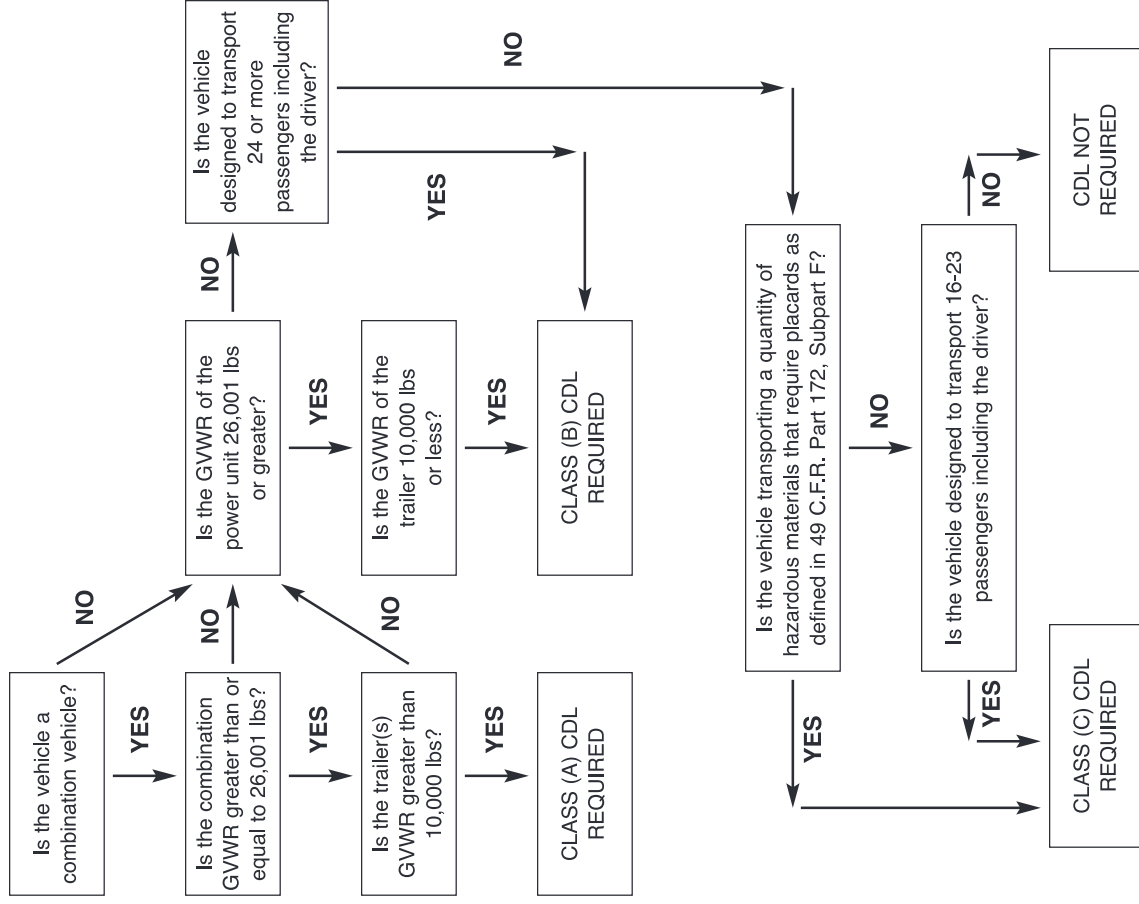 Is the vehicle a
combination vehicle?
NO
YES
Is the combination
GVWR greater than or
equal to 26,001 lbs?
NO
YES
Is the trailer(s)
GVWR greater than
10,000 lbs?
NO
YES
CLASS (A) CDL
REQUIRED
Is the GVWR of the
power unit 26,001 lbs
or greater?
NO
YES
Is the GVWR of the
trailer 10,000 lbs
or less?
YES
CLASS (B) CDL
REQUIRED
Is the vehicle
designed to transport
24 or more
passengers including
the driver?
YES
NO
Is the vehicle transporting a quantity of
hazardous materials that require placards as
defined in 49 C.F.R. Part 172, Subpart F?
YES
NO
Is the vehicle designed to transport 16-23
passengers including the driver?
YES
NO
CLASS (C) CDL
REQUIRED
CDL NOT
REQUIRED